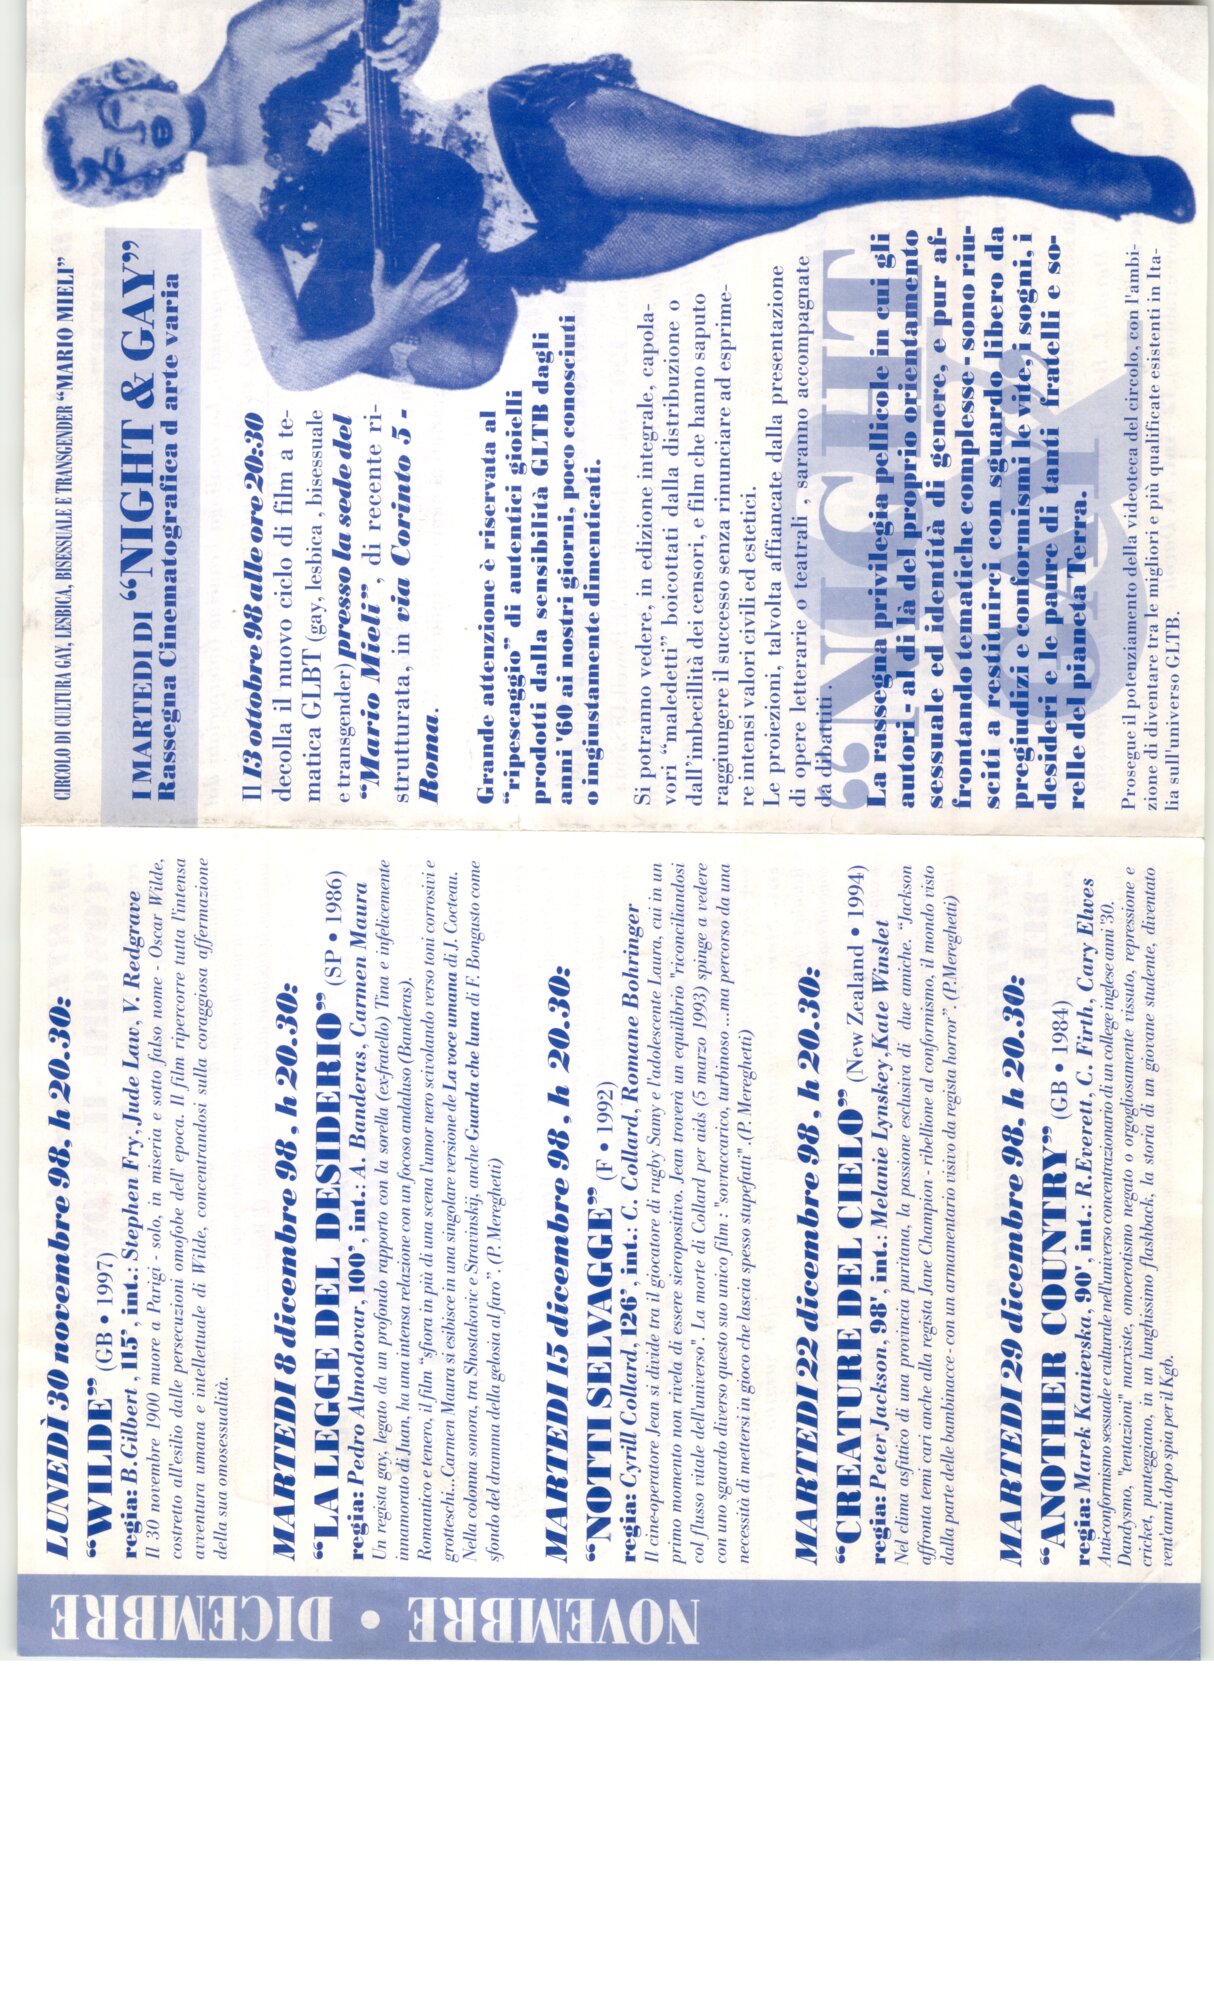 NOVEMBRE • DICEMBRE
LUNEDÌ 30 novembre 98, h 20.30:
“WILDE” (GB • 1997)
regia: B.Gilbert , 115’, int.: Stephen Fry, Jude Law, V. Redgrave
Il 30 novembre 1900 muore a Parigi - solo, in miseria e sotto falso nome - Oscar Wilde,
costretto all'esilio dalle persecuzioni omofobe dell' epoca. Il film ripercorre tutta l'intensa
avventura umana e intellettuale di Wilde, concentrandosi sulla coraggiosa affermazione
della sua omosessualità.
MARTEDI 8 dicembre 98 , h 20.30:
“LA LEGGE DEL DESIDERIO” (SP • 1986)
regia: Pedro Almodovar, 100’, int.: A. Banderas, Carmen Maura
Un regista gay, legato da un profondo rapporto con la sorella (ex-fratello) Tina e infelicemente
innamorato di Juan, ha una intensa relazione con un focoso andaluso (Banderas).
Romantico e tenero, il film “sfiora in più di una scena l'umor nero scivolando verso toni corrosivi e
grotteschi...Carmen Maura si esibisce in una singolare versione de La voce umana di J. Cocteau.
Nella colonna sonora, tra Shostakovic e Stravinskij, anche Guarda che luna di F. Bongusto come
sfondo del dramma della gelosia al faro”. (P. Mereghetti)
MARTEDI 15 dicembre 98 , h 20.30:
“NOTTI SELVAGGE” (F • 1992)
regia: Cyrill Collard, 126’, int.: C. Collard, Romane Bohringer
Il cine-operatore Jean si divide tra il giocatore di rugby Samy e l'adolescente Laura, cui in un
primo momento non rivela di essere sieropositivo. Jean troverà un equilibrio "riconciliandosi
col flusso vitale dell'universo". La morte di Collard per aids (5 marzo 1993) spinge a vedere
con uno sguardo diverso questo suo unico film : "sovraccarico, turbinoso ...ma percorso da una
necessità di mettersi in gioco che lascia spesso stupefatti" .(P. Mereghetti)
MARTEDI 22 dicembre 98 , h 20.30:
“CREATURE DEL CIELO” (New Zealand • 1994)
regia: Peter Jackson, 98', int.: Melanie Lynskey ,Kate Winslet
Nel clima asfittico di una provincia puritana, la passione esclusiva di due amiche. “Jackson
affronta temi cari anche alla regista Jane Champion - ribellione al conformismo, il mondo visto
dalla parte delle bambinacce - con un armamentario visivo da regista horror”. (P.Mereghetti)
MARTEDI 29 dicembre 98, h 20.30:
“ANOTHER COUNTRY” (GB • 1984)
regia: Marek Kanievska, 90', int.: R.Everett, C. Firth, Cary Elwes
Anti-conformismo sessuale e culturale nell'universo concentrazionario di un college inglese anni '30.
Dandysmo, "tentazioni" marxiste, omoerotismo negato o orgogliosamente vissuto, repressione e
cricket, punteggiano, in un lunghissimo flashback, la storia di un giovane studente, diventato
vent'anni dopo spia per il Kgb.
CIRCOLO DI CULTURA GAY, LESBICA, BISESSUALE E TRANSGENDER “MARIO MIELI”
I MARTEDI DI “NIGHT & GAY”
Rassegna Cinematografica d arte varia
Il 13 ottobre 98 alle ore 20:30
decolla il nuovo ciclo di film a te-
matica GLBT (gay, lesbica , bisessuale
e transgender) presso la sede del
“Mario Mieli”, di recente ri-
strutturata, in via Corinto 5 -
Roma.
Grande attenzione è riservata al
“ripescaggio” di autentici gioielli
prodotti dalla sensibilità GLTB dagli
anni '60 ai nostri giorni, poco conosciuti
o ingiustamente dimenticati.
Si potranno vedere, in edizione integrale, capola-
vori “maledetti” boicottati dalla distribuzione o
dall'imbecillità dei censori, e film che hanno saputo
raggiungere il successo senza rinunciare ad esprime-
re intensi valori civili ed estetici.
Le proiezioni, talvolta affiancate dalla presentazione
di opere letterarie o teatrali , saranno accompagnate
da dibattiti .
“NIGHT
&
GAY”
La rassegna privilegia pellicole in cui gli
autori - al di là del proprio orientamento
sessuale ed identità di genere, e pur af-
frontando tematiche complesse - sono riu-
sciti a restituirci con sguardo libero da
pregiudizi e conformismi le vite, i sogni, i
desideri e le paure di tanti fratelli e so-
relle del pianeta Terra.
Prosegue il potenziamento della videoteca del circolo, con l'ambi-
zione di diventare tra le migliori e più qualificate esistenti in Ita-
lia sull'universo GLTB.